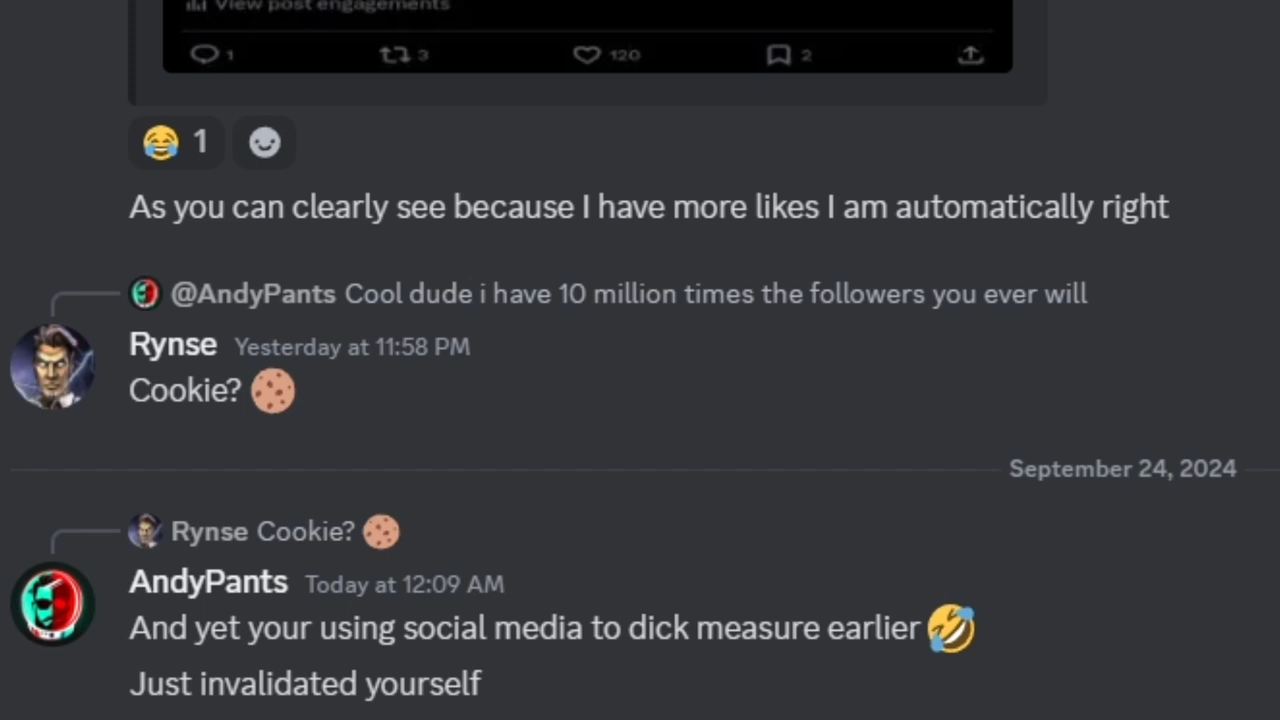 View post engagements
1 3 120 2
1
As you can clearly see because I have more likes I am automatically right
@AndyPants Cool dude i have 10 million times the followers you ever will
Rynse Yesterday at 11:58 PM
Cookie? 🍪
September 24, 2024
Rynse Cookie? 🍪
AndyPants Today at 12:09 AM
And yet your using social media to dick measure earlier 🤣
Just invalidated yourself